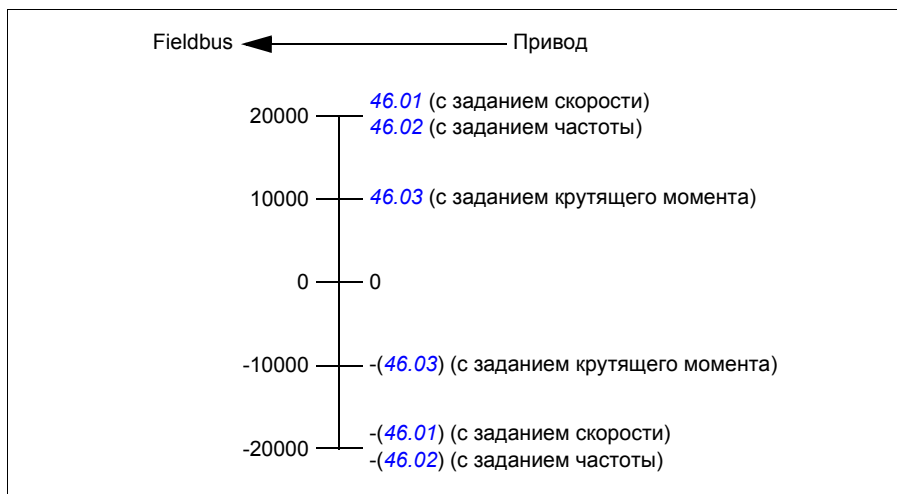 Fieldbus Привод
46.01 (с заданием скорости)
20000
46.02 (с заданием частоты)
10000 46.03 (с заданием крутящего момента)
0 0
-10000 -(46.03) (с заданием крутящего момента)
-(46.01) (с заданием скорости)
-20000
-(46.02) (с заданием частоты)